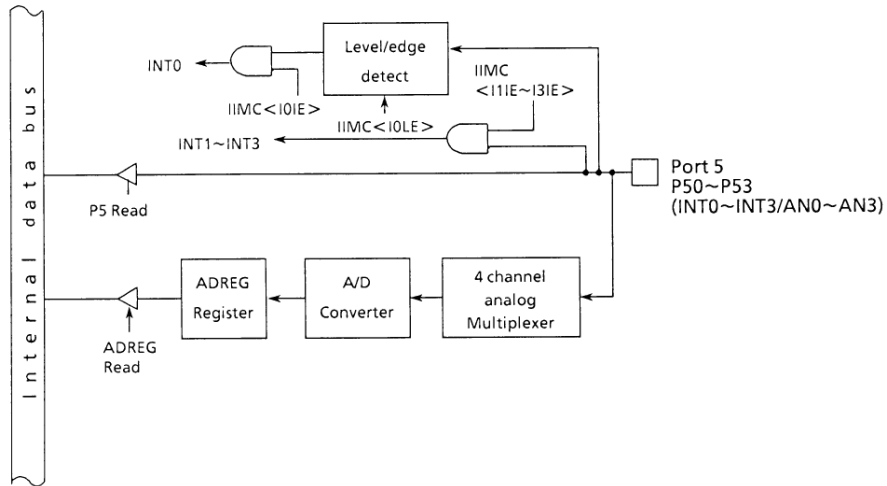 Internal data bus
INT0
Level/edge
detect
IIMC<I0IE>
IIMC<I0LE>
IIMC
<I1IE~I3IE>
INT1~INT3
P5 Read
Port 5
P50~P53
(INT0~INT3/AN0~AN3)
ADREG
Register
A/D
Converter
4 channel
analog
Multiplexer
ADREG
Read